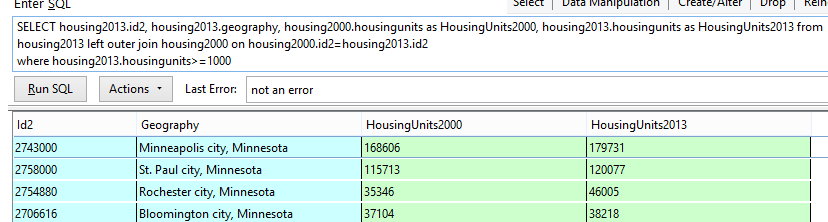 Enter SQL
Select Data Manipulation Create/Alter Drop Rein
SELECT housing2013.id2, housing2013.geography, housing2000.housingunits as HousingUnits2000, housing2013.housingunits as HousingUnits2013 from
housing2013 left outer join housing2000 on housing2000.id2=housing2013.id2
where housing2013.housingunits>=1000
Run SQL Actions Last Error: not an error
Id2 Geography HousingUnits2000 HousingUnits2013
2743000 Minneapolis city, Minnesota 168606 179731
2758000 St. Paul city, Minnesota 115713 120077
2754880 Rochester city, Minnesota 35346 46005
2706616 Bloomington city, Minnesota 37104 38218